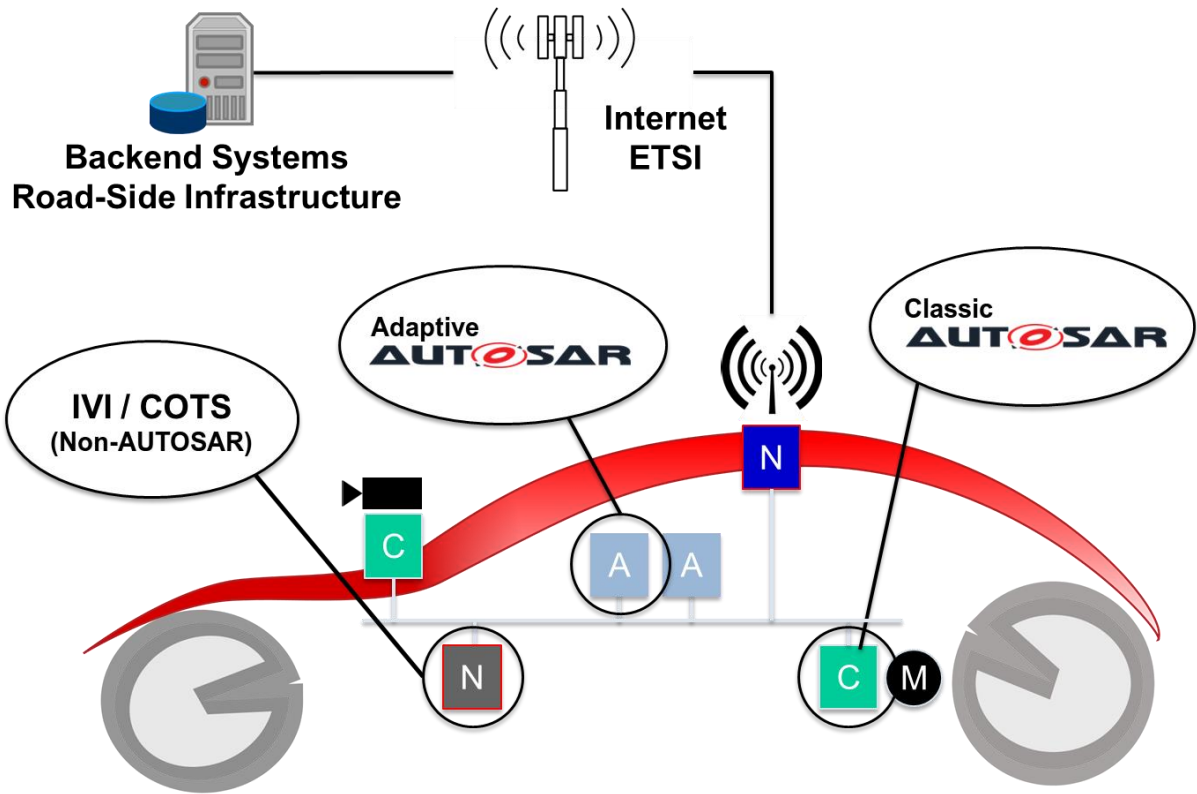 Backend Systems
Road-Side Infrastructure
Internet
ETSI
Adaptive
AUTOSAR
Classic
AUTOSAR
IVI / COTS
(Non-AUTOSAR)
N
C
A
A
N
C
M